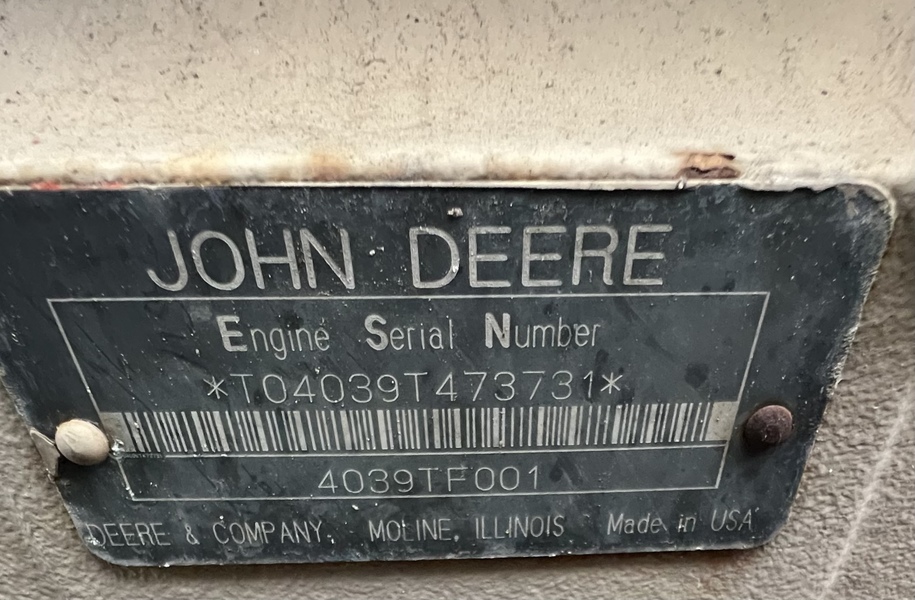 JOHN DEERE
Engine Serial Number
*T04039T473731*
4039TF001
DEERE & COMPANY, MOLINE, ILLINOIS Made in USA